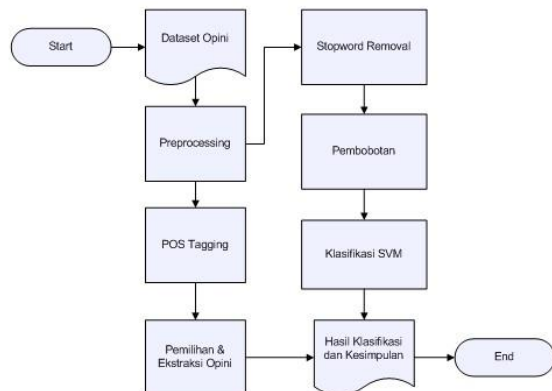 Start
Dataset Opini
Stopword Removal
Preprocessing
Pembobotan
POS Tagging
Klasifikasi SVM
Pemilihan &
Ekstraksi Opini
Hasil Klasifikasi
dan Kesimpulan
End